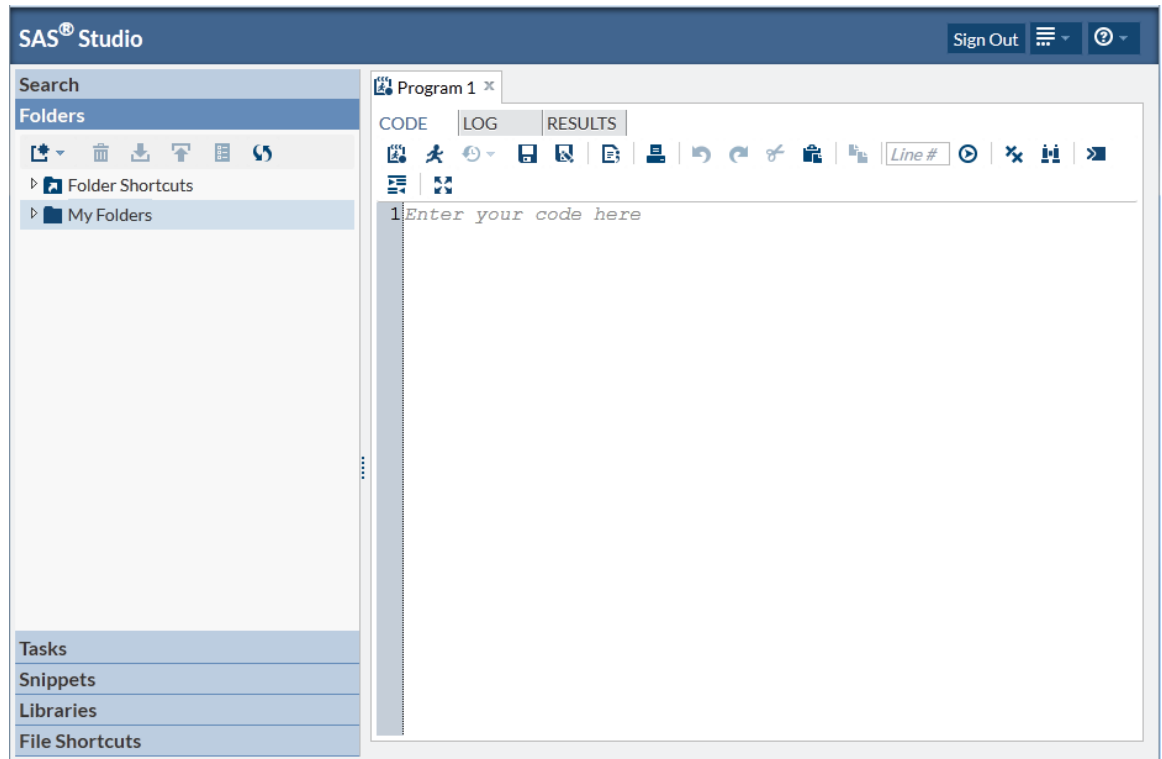 SAS® Studio
Sign Out
Search
Folders
Folder Shortcuts
My Folders
Tasks
Snippets
Libraries
File Shortcuts
Program 1
CODE LOG RESULTS
Line #
1 Enter your code here